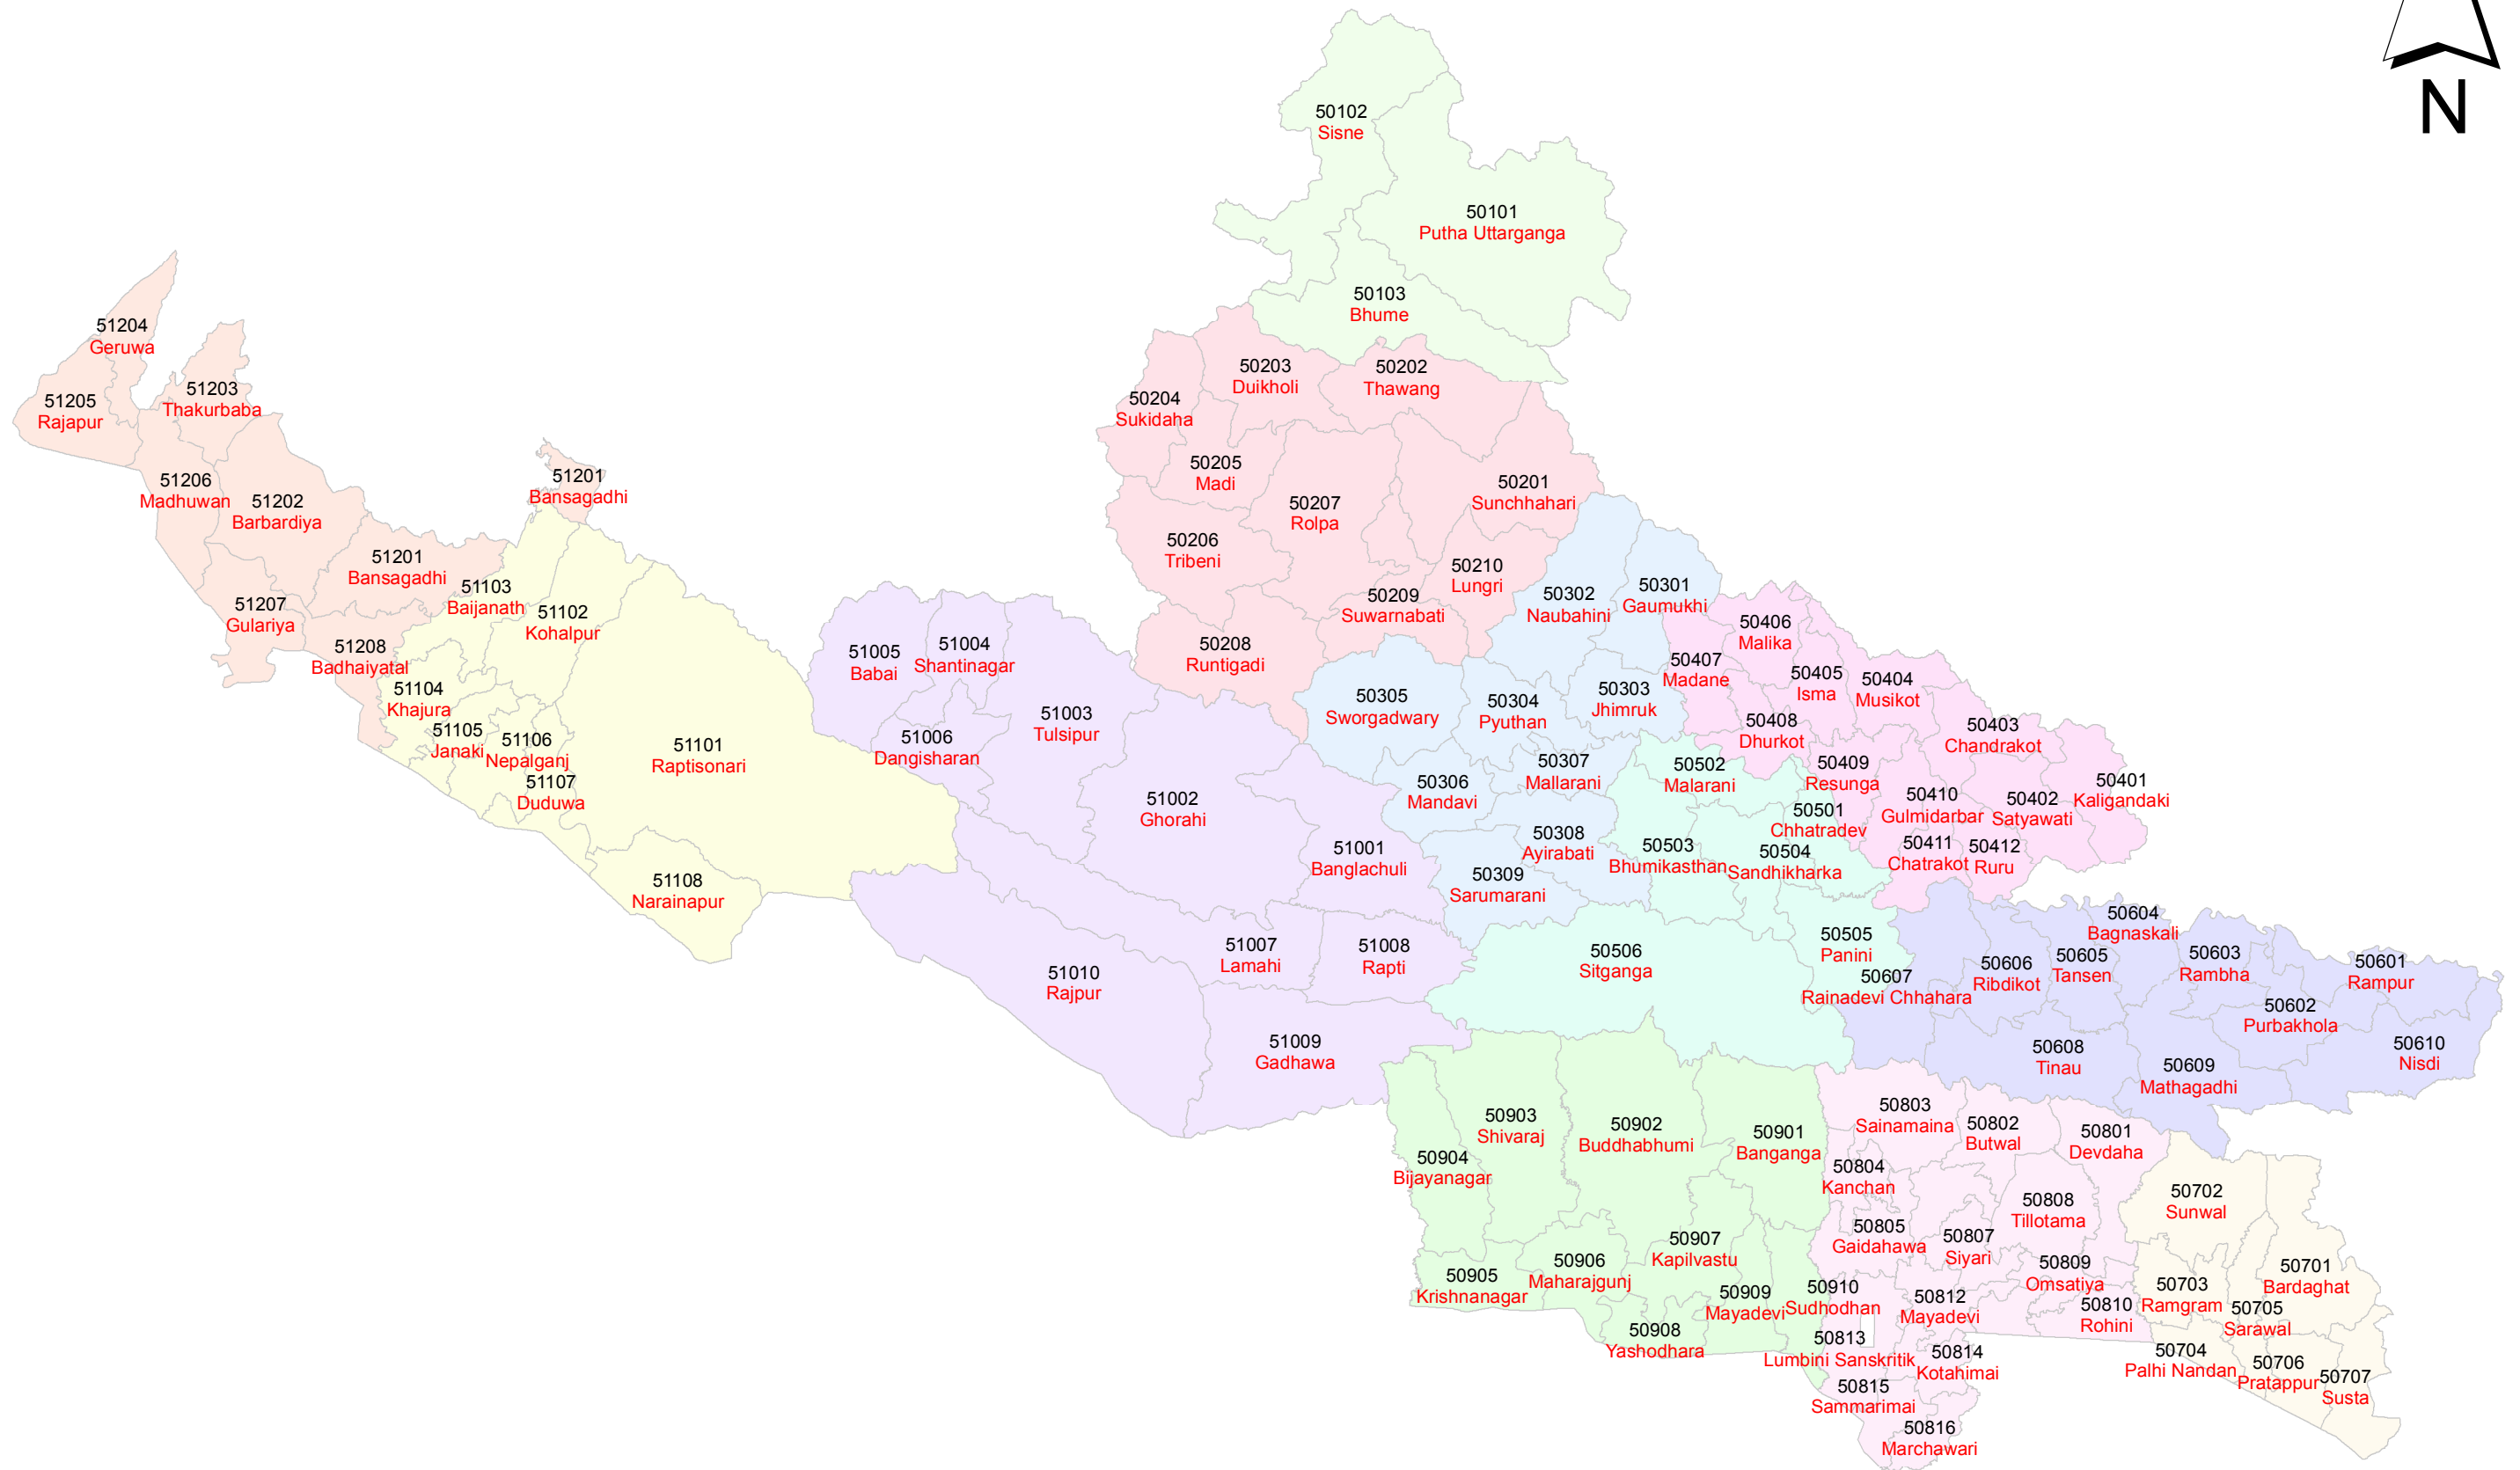 N
50102
Sisne
50101
Putha Uttarganga
50103
Bhume
51204
Geruwa
51203
Thakurbaba
51205
Rajapur
50203
Duikholi
50202
Thawang
50204
Sukidaha
51206
Madhuwan
51202
Barbardiya
51201
Bansagadhi
50205
Madi
50207
Rolpa
50201
Sunchhahari
51201
Bansagadhi
50206
Tribeni
50210
Lungri
51103
Baijanath
51207
Gulariya
51102
Kohalpur
50209
Suwarnabati
50302
Naubahini
50301
Gaumukhi
51208
Badhaiyatal
51005
Babai
51004
Shantinagar
50208
Runtigadi
50406
Malika
50407
Madane
50405
Isma
50404
Musikot
51104
Khajura
50305
Sworgadwary
50304
Pyuthan
50303
Jhimruk
51003
Tulsipur
51105
Janaki
51106
Nepalganj
51101
Raptisonari
51006
Dangisharan
50408
Dhurkot
50403
Chandrakot
51107
Duduwa
50306
Mandavi
50307
Mallarani
50502
Malarani
50409
Resunga
50401
Kaligandaki
51002
Ghorahi
50501
Chhatradev
50410
Gulmidarbar
50402
Satyawati
51001
Banglachuli
50308
Ayirabati
50503
Bhumikasthan
50504
Sandhikharka
50411
Chatrakot
50412
Ruru
51108
Narainapur
50309
Sarumarani
50604
Bagnaskali
51010
Rajpur
51007
Lamahi
51008
Rapti
50506
Sitganga
50505
Panini
50607
Rainadevi Chhahara
50606
Ribdikot
50605
Tansen
50603
Rambha
50601
Rampur
50602
Purbakhola
51009
Gadhawa
50608
Tinau
50609
Mathagadhi
50610
Nisdi
50904
Bijayanagar
50903
Shivaraj
50902
Buddhabhumi
50901
Banganga
50803
Sainamaina
50802
Butwal
50801
Devdaha
50804
Kanchan
50808
Tillotama
50702
Sunwal
50805
Gaidahawa
50807
Siyari
50905
Krishnanagar
50906
Maharajgunj
50907
Kapilvastu
50809
Omsatiya
50701
Bardaghat
50909
Mayadevi
50910
Sudhodhan
50812
Mayadevi
50810
Rohini
50703
Ramgram
50705
Sarawal
50908
Yashodhara
50813
Lumbini Sanskritik
50814
Kotahimai
50704
Palhi Nandan
50706
Pratappur
50707
Susta
50815
Sammarimai
50816
Marchawari